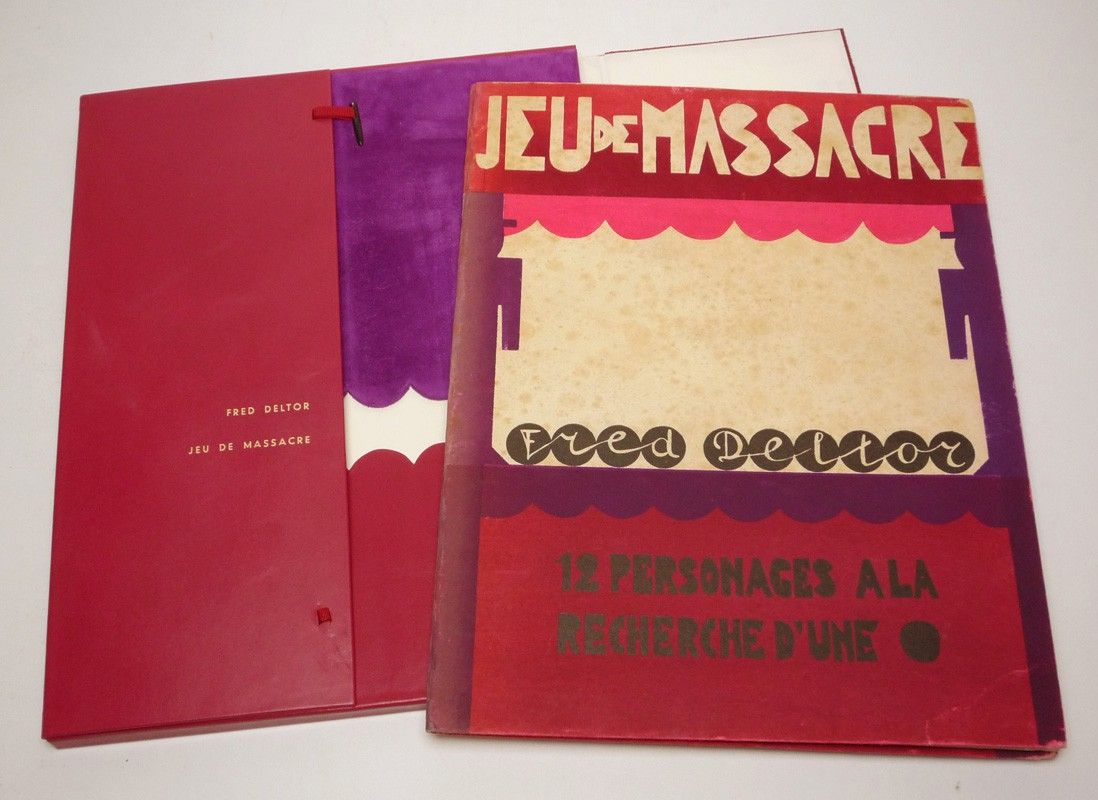 FRED DELTOR
JEU DE MASSACRE
JEU DE MASSACRE
Fred Deltor
12 PERSONAGES A LA
RECHERCHE D'UNE